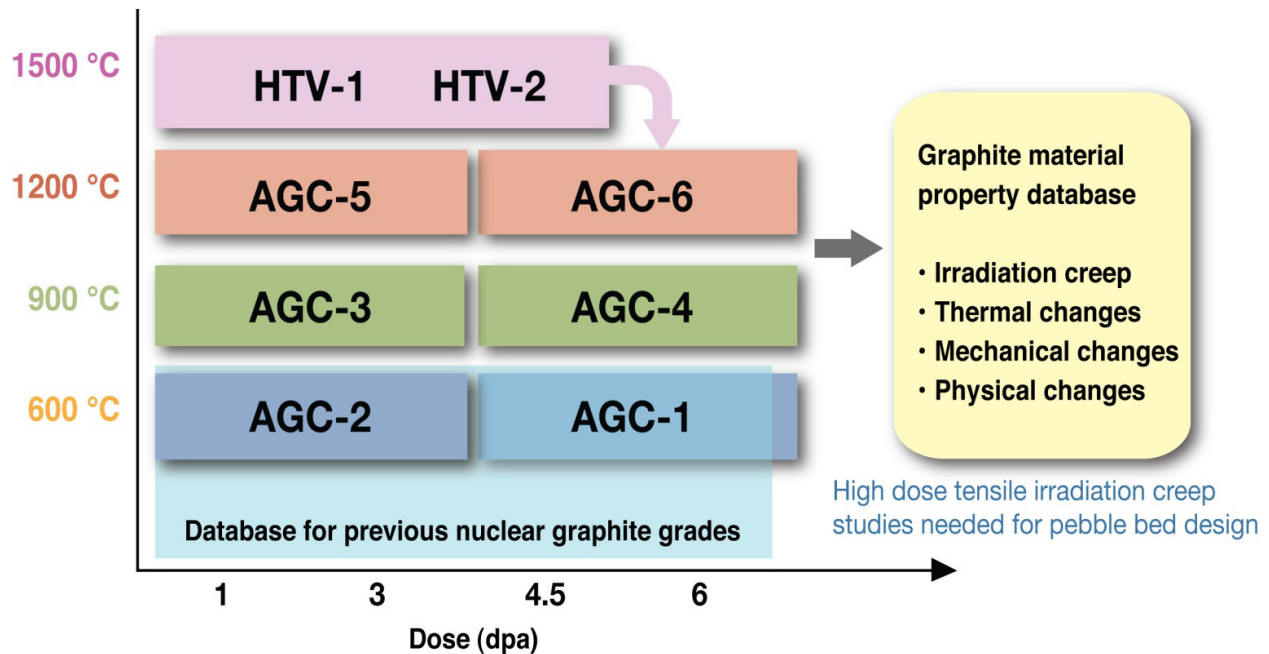 1500 °C
HTV-1 HTV-2
1200 °C
AGC-5 AGC-6
900 °C
AGC-3 AGC-4
600 °C
AGC-2 AGC-1
Database for previous nuclear graphite grades
1 3 4.5 6
Dose (dpa)
Graphite material
property database
• Irradiation creep
• Thermal changes
• Mechanical changes
• Physical changes
High dose tensile irradiation creep
studies needed for pebble bed design